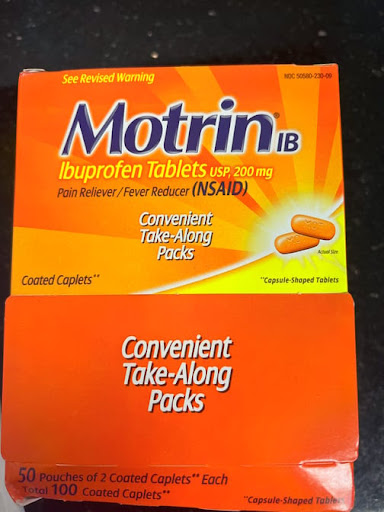 See Revised Warning
NDC 50580-230-09
Motrin® IB
Ibuprofen Tablets USP, 200 mg
Pain Reliever/Fever Reducer (NSAID)
Convenient
Take-Along
Packs
Actual Size
Coated Caplets**
**Capsule-Shaped Tablets
Convenient
Take-Along
Packs
50 Pouches of 2 Coated Caplets** Each
Total 100 Coated Caplets**
**Capsule-Shaped Tablets